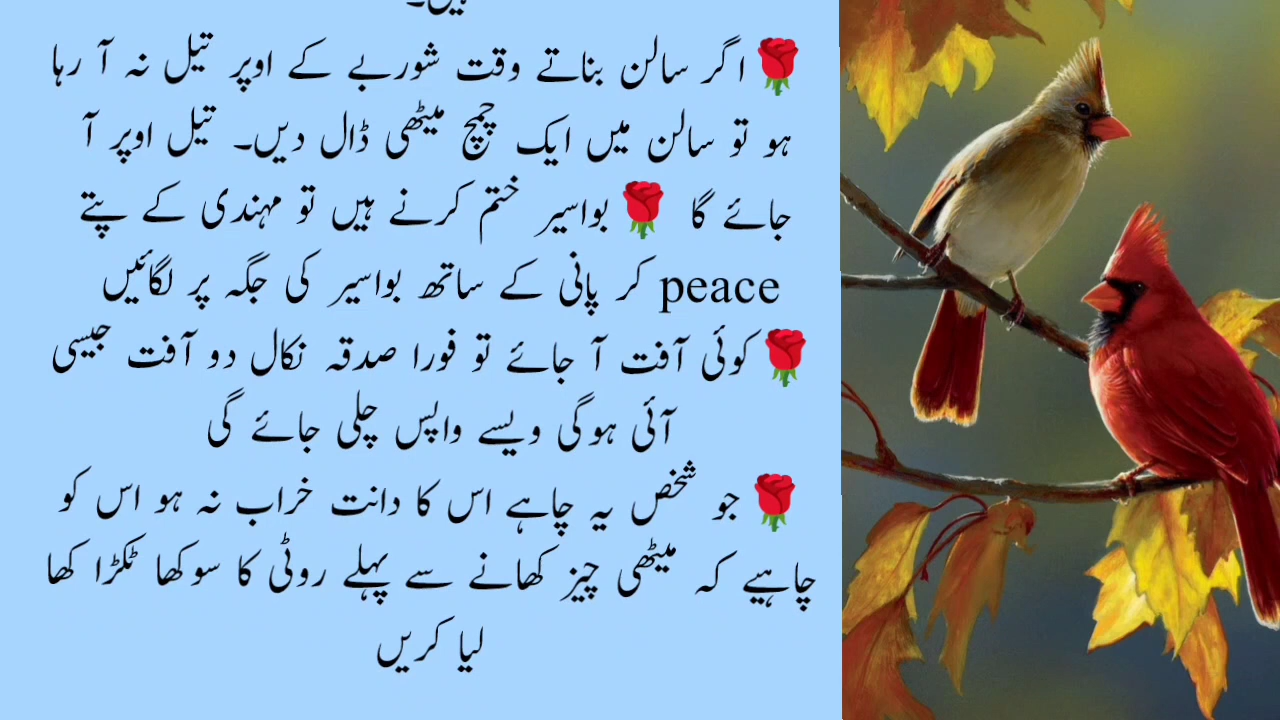 ہیں۔
🌹اگر سالن بناتے وقت شوربے کے اوپر تیل نہ آ رہا
ہو تو سالن میں ایک چمچ میٹھی ڈال دیں۔ تیل اوپر آ
جائے گا 🌹بواسیر ختم کرنے ہیں تو مہندی کے پتے
peace کر پانی کے ساتھ بواسیر کی جگہ پر لگائیں
🌹کوئی آفت آ جائے تو فورا صدقہ نکال دو آفت جیسی
آئی ہوگی ویسے واپس چلی جائے گی
🌹جو شخص یہ چاہے اس کا دانت خراب نہ ہو اس کو
چاہیے کہ میٹھی چیز کھانے سے پہلے روٹی کا سوکھا ٹکڑا کھا
لیا کریں